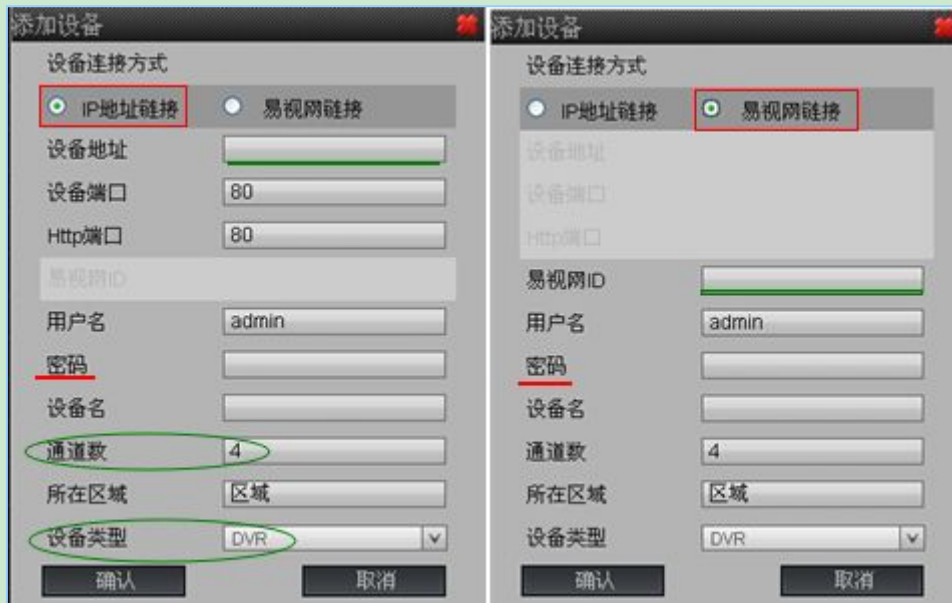 添加设备
设备连接方式
IP地址链接 易视网链接
设备地址
设备端口 80
Http端口 80
易视网ID
用户名 admin
密码
设备名
通道数 4
所在区域 区域
设备类型 DVR
确认 取消
添加设备
设备连接方式
IP地址链接 易视网链接
设备地址
设备端口
Http端口
易视网ID
用户名 admin
密码
设备名
通道数 4
所在区域 区域
设备类型 DVR
确认 取消